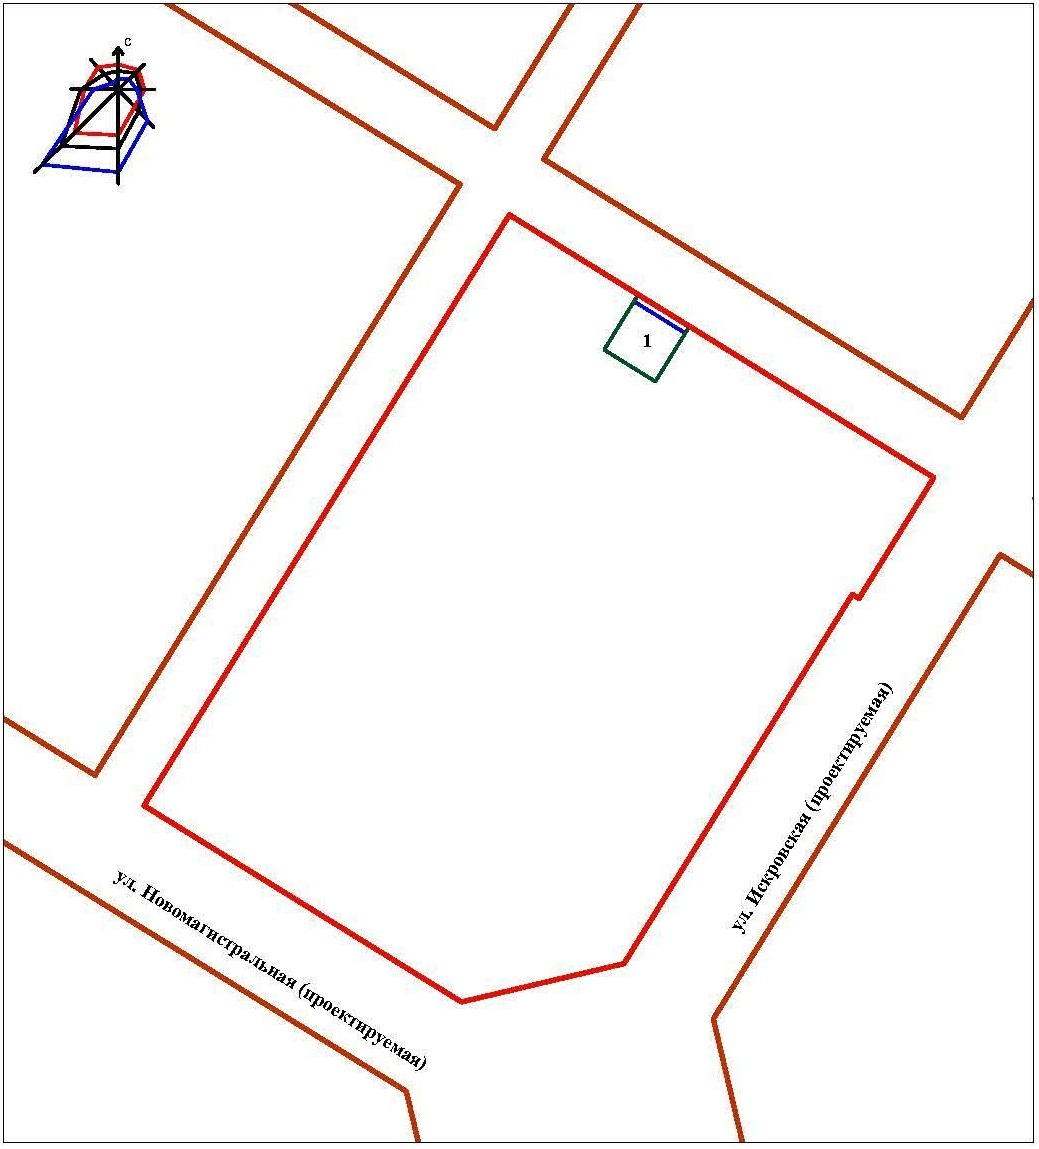 С
1
ул. Искровская (проектируемая)
ул. Новомагистральная (проектируемая)